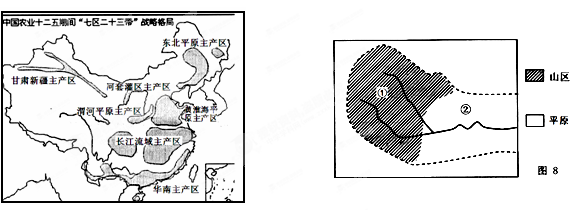 中国农业十二五期间“七区二十三带”战略格局
东北平原主产区
甘肃新疆主产区
河套灌区主产区
渭河平原主产区
黄淮海平
原主产区
长江流域主产区
华南主产区
①
②
山区
平原
图 8